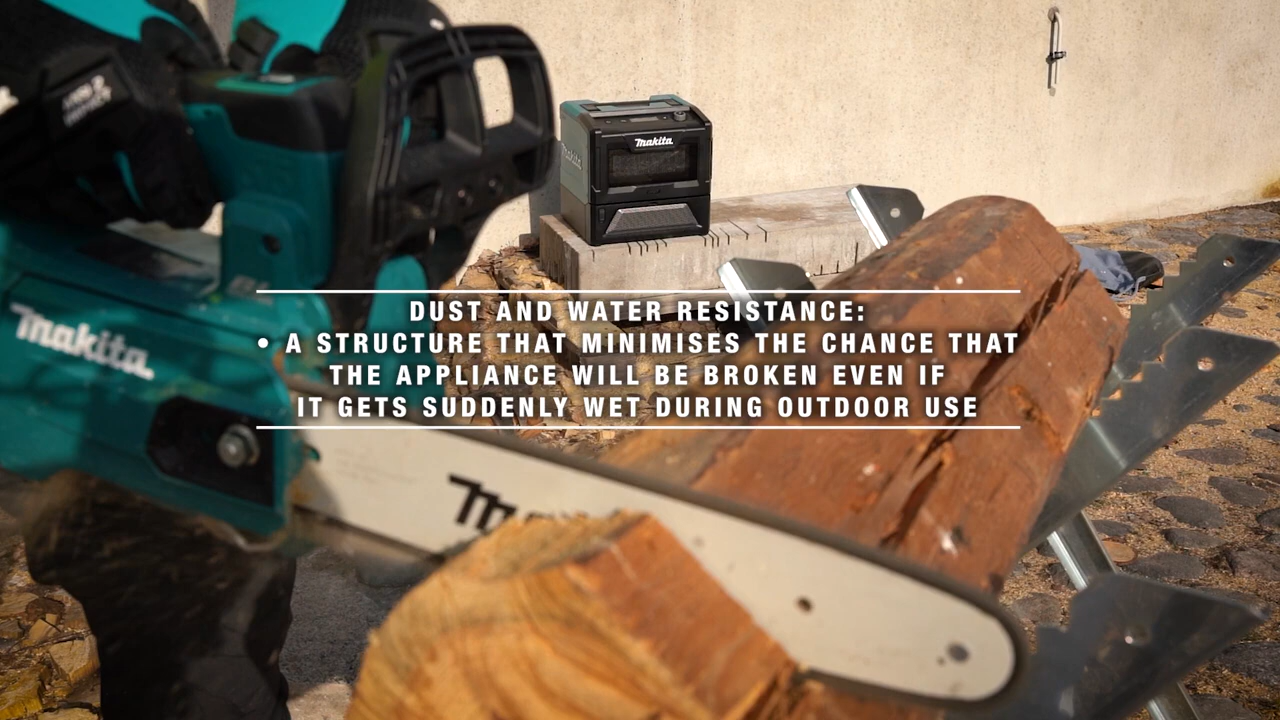 Makita
DUST AND WATER RESISTANCE:
• A STRUCTURE THAT MINIMISES THE CHANCE THAT
THE APPLIANCE WILL BE BROKEN EVEN IF
IT GETS SUDDENLY WET DURING OUTDOOR USE
Makita